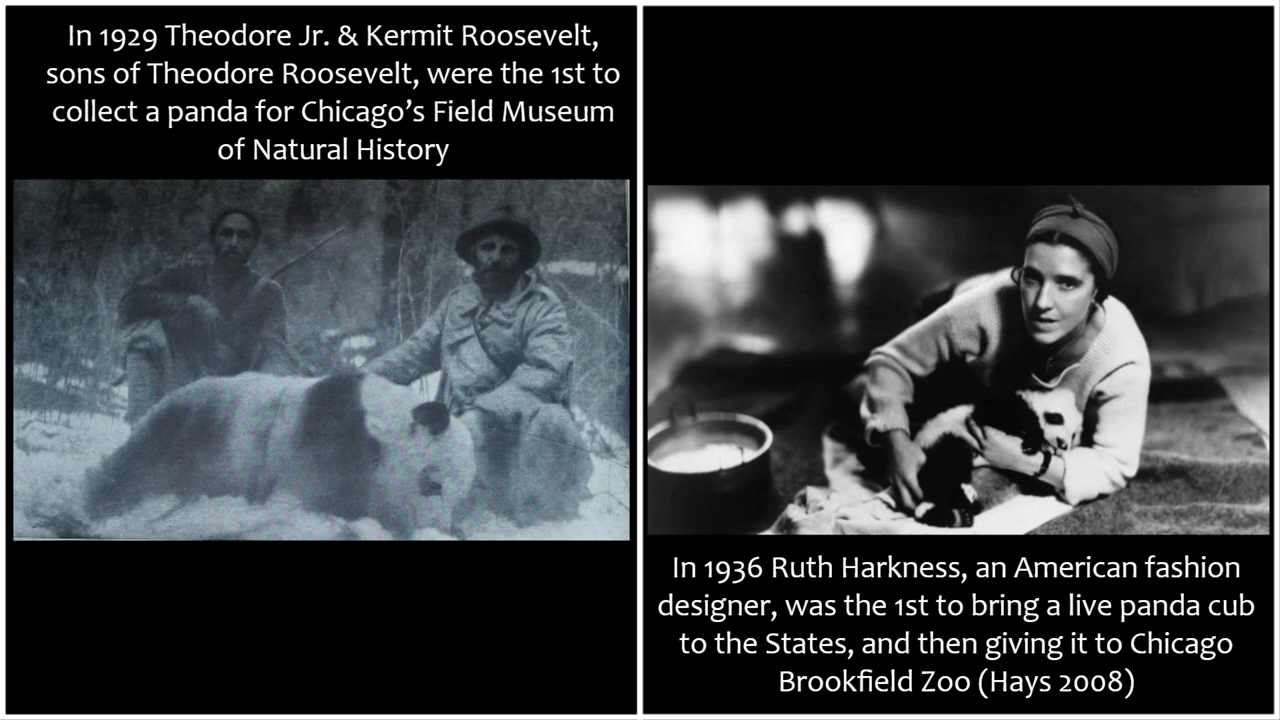 In 1929 Theodore Jr. & Kermit Roosevelt,
sons of Theodore Roosevelt, were the 1st to
collect a panda for Chicago’s Field Museum
of Natural History
In 1936 Ruth Harkness, an American fashion
designer, was the 1st to bring a live panda cub
to the States, and then giving it to Chicago
Brookfield Zoo (Hays 2008)